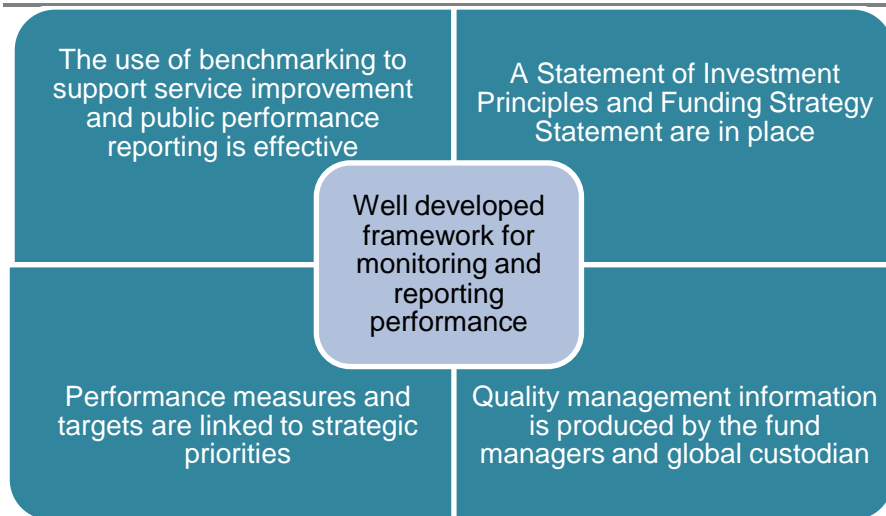 The use of benchmarking to
support service improvement
and public performance
reporting is effective
A Statement of Investment
Principles and Funding Strategy
Statement are in place
Well developed
framework for
monitoring and
reporting
performance
Performance measures and
targets are linked to strategic
priorities
Quality management information
is produced by the fund
managers and global custodian